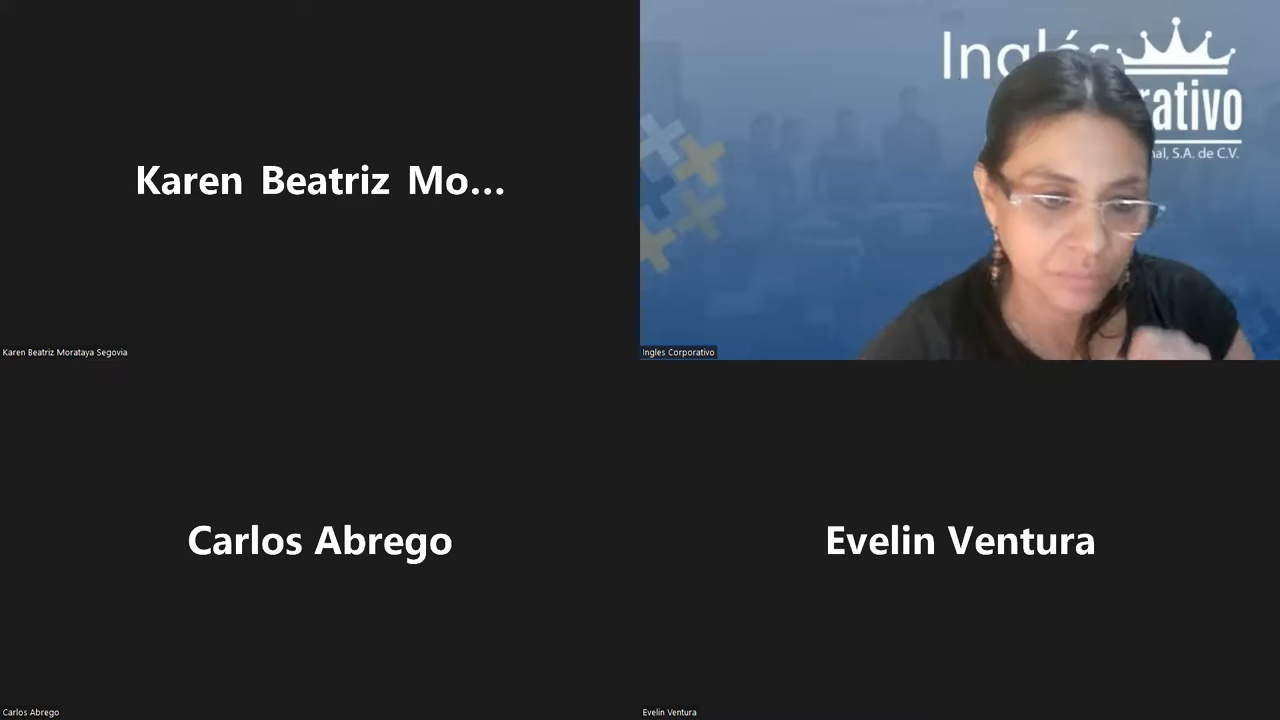 Karen Beatriz Mo...
Karen Beatriz Morataya Segovia
Inglés
rativo
nal, S.A. de C.V.
Ingles Corporativo
Carlos Abrego
Carlos Abrego
Evelin Ventura
Evelin Ventura